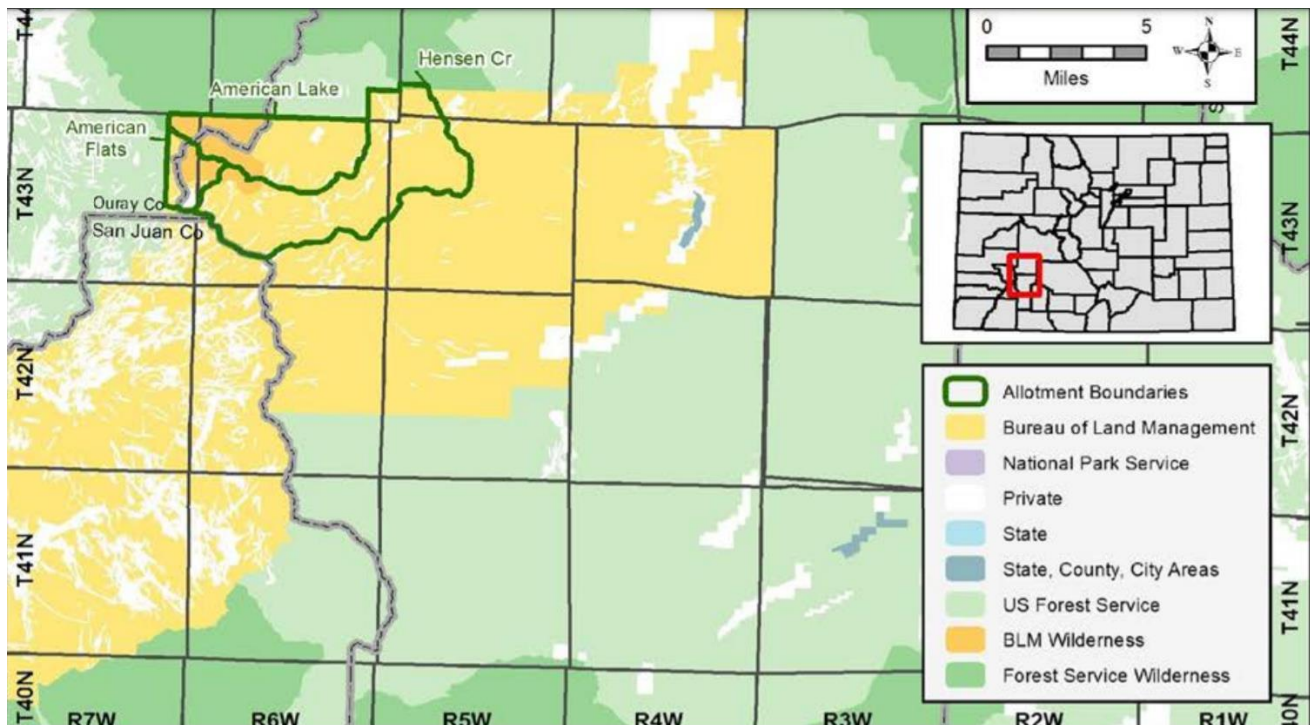 T44
0
5
Miles
N
W
E
S
T44N
Hensen Cr
American Lake
American
Flats
T43N
Ouray Co
San Juan Co
T43N
T42N
Allotment Boundaries
Bureau of Land Management
National Park Service
Private
State
State, County, City Areas
US Forest Service
BLM Wilderness
Forest Service Wilderness
T42N
T41N
T41N
T40N
R7W
R6W
R5W
R4W
R3W
R2W
R1W